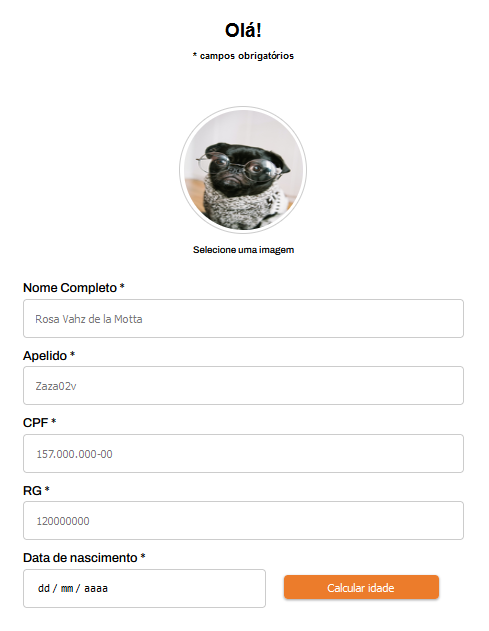 Olá!
* campos obrigatórios
Selecione uma imagem
Nome Completo *
Rosa Vahz de la Motta
Apelido *
Zaza02v
CPF *
157.000.000-00
RG *
120000000
Data de nascimento *
dd / mm / aaaa
Calcular idade